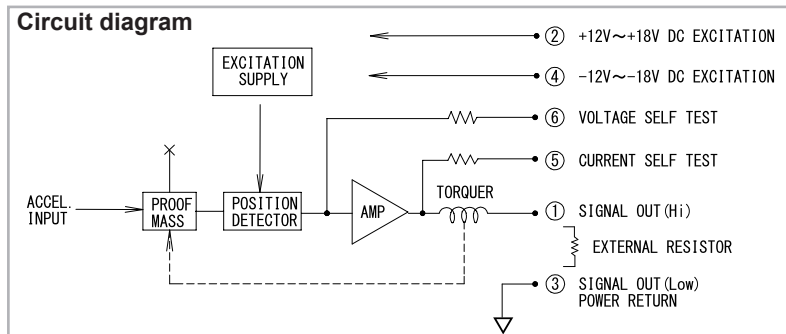 Circuit diagram
② +12V～+18V DC EXCITATION
EXCITATION
SUPPLY
④ -12V～-18V DC EXCITATION
⑥ VOLTAGE SELF TEST
⑤ CURRENT SELF TEST
ACCEL.
INPUT
PROOF
MASS
POSITION
DETECTOR
AMP
TORQUER
① SIGNAL OUT(Hi)
EXTERNAL RESISTOR
③ SIGNAL OUT(Low)
POWER RETURN